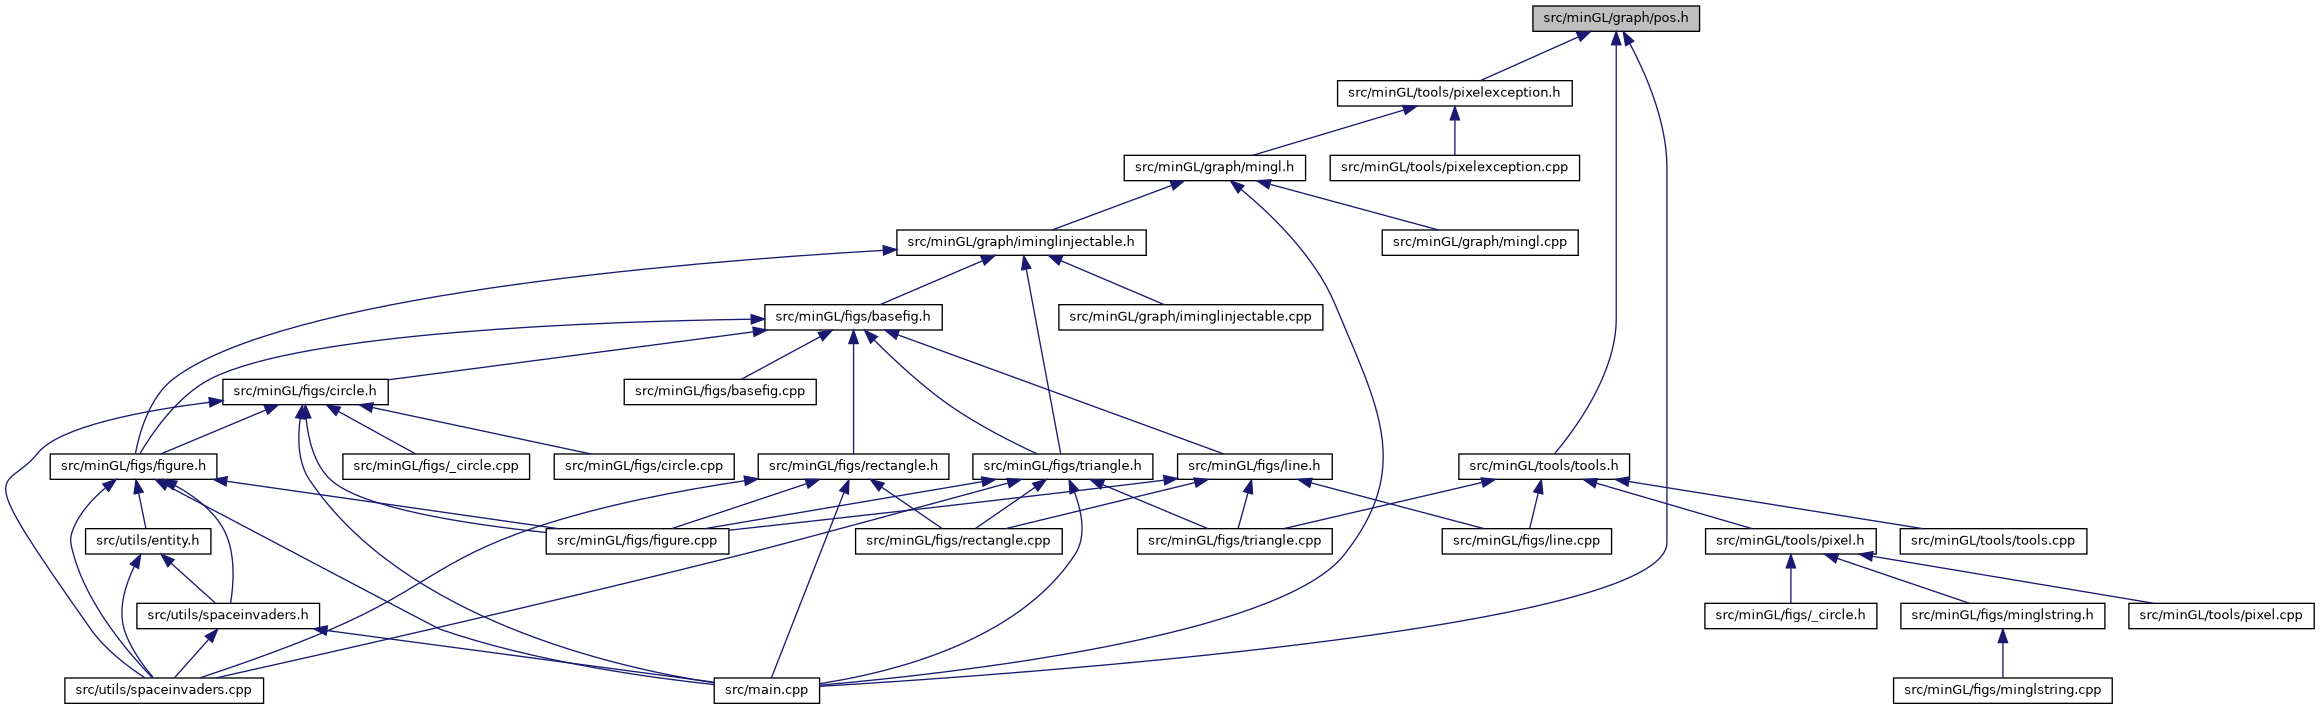 src/minGL/graph/pos.h
src/minGL/tools/pixelexception.h
src/minGL/graph/mingl.h
src/minGL/tools/pixelexception.cpp
src/minGL/graph/iminglinjectable.h
src/minGL/graph/mingl.cpp
src/minGL/figs/basefig.h
src/minGL/graph/iminglinjectable.cpp
src/minGL/figs/circle.h
src/minGL/figs/basefig.cpp
src/minGL/figs/figure.h
src/minGL/figs/_circle.cpp
src/minGL/figs/circle.cpp
src/minGL/figs/rectangle.h
src/minGL/figs/triangle.h
src/minGL/figs/line.h
src/minGL/tools/tools.h
src/utils/entity.h
src/minGL/figs/figure.cpp
src/minGL/figs/rectangle.cpp
src/minGL/figs/triangle.cpp
src/minGL/figs/line.cpp
src/minGL/tools/pixel.h
src/minGL/tools/tools.cpp
src/utils/spaceinvaders.h
src/minGL/figs/_circle.h
src/minGL/figs/minglstring.h
src/minGL/tools/pixel.cpp
src/utils/spaceinvaders.cpp
src/main.cpp
src/minGL/figs/minglstring.cpp